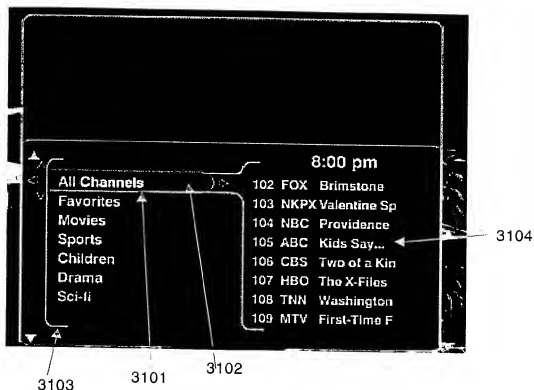 8:00 pm
All Channels
Favorites
Movies
Sports
Children
Drama
Sci-fi
102 FOX Brimstone
103 NKPX Valentine Sp
104 NBC Providence
105 ABC Kids Say...
106 CBS Two of a Kin
107 HBO The X-Files
108 TNN Washington
109 MTV First-Time F
3104
3103
3101
3102